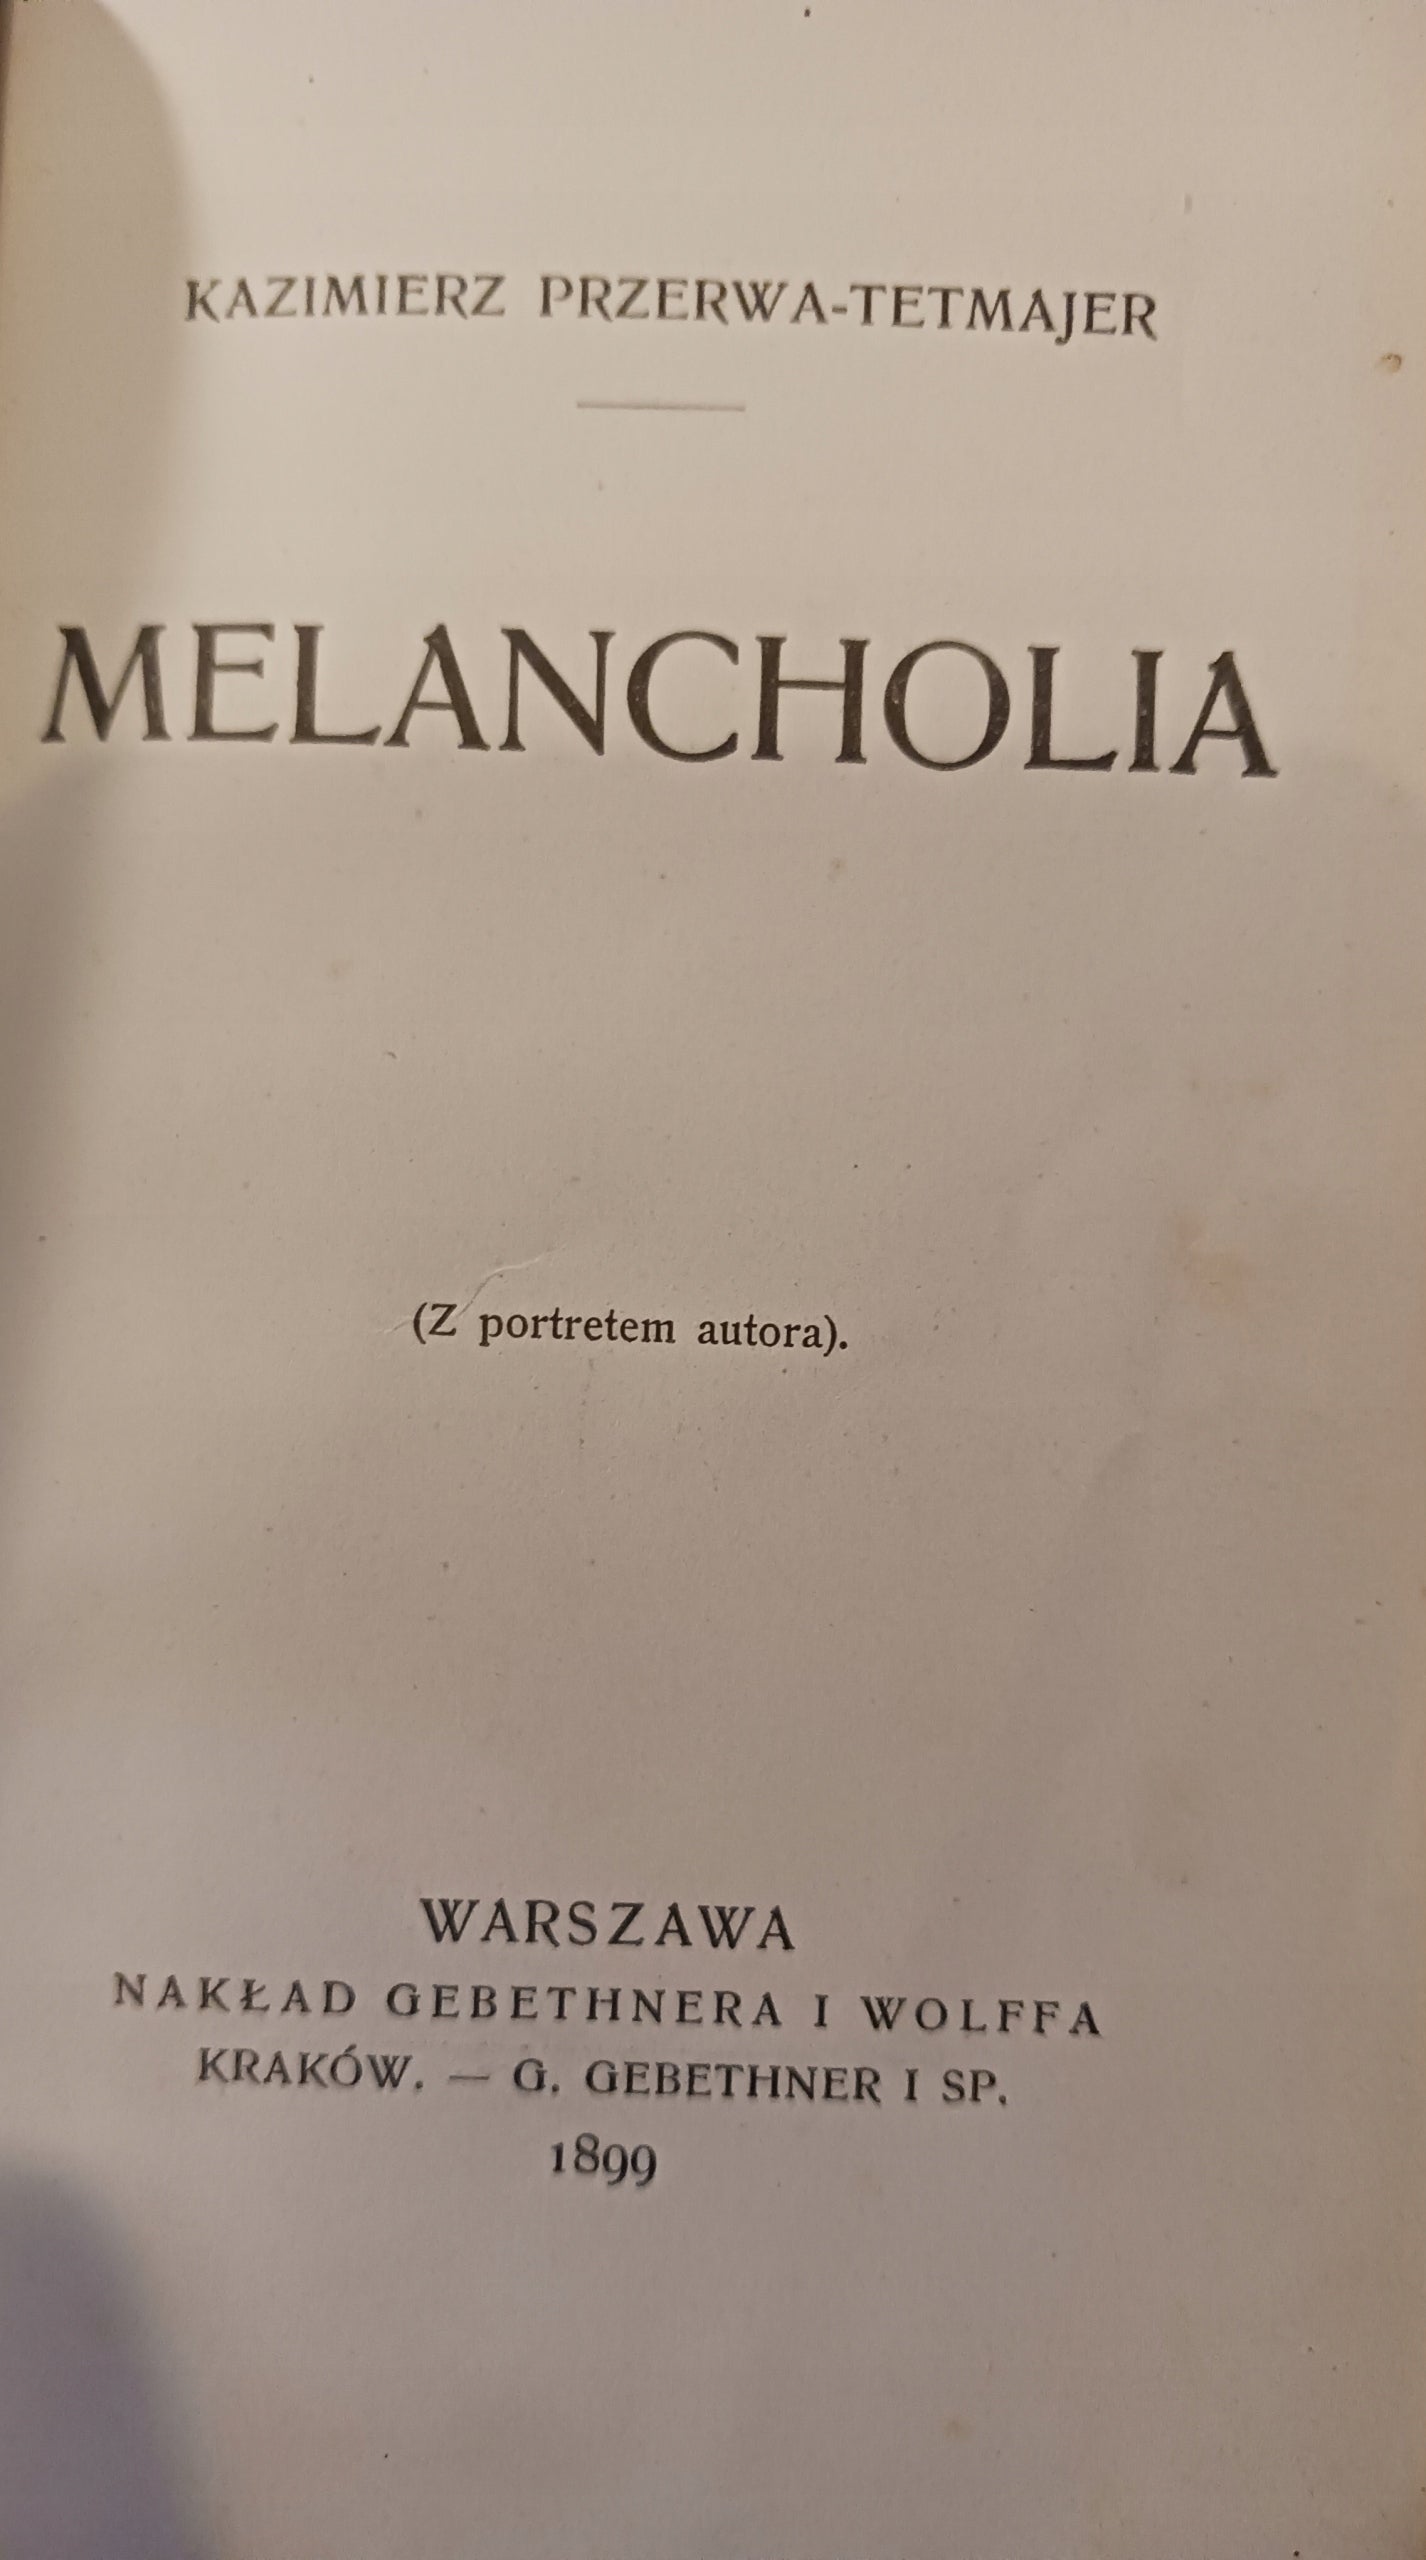 KAZIMIERZ PRZERWA-TETMAJER
MELANCHOLIA
(Z portretem autora).
WARSZAWA
NAKŁAD GEBETHNERA I WOLFFA
KRAKÓW. — G. GEBETHNER I SP.
1899